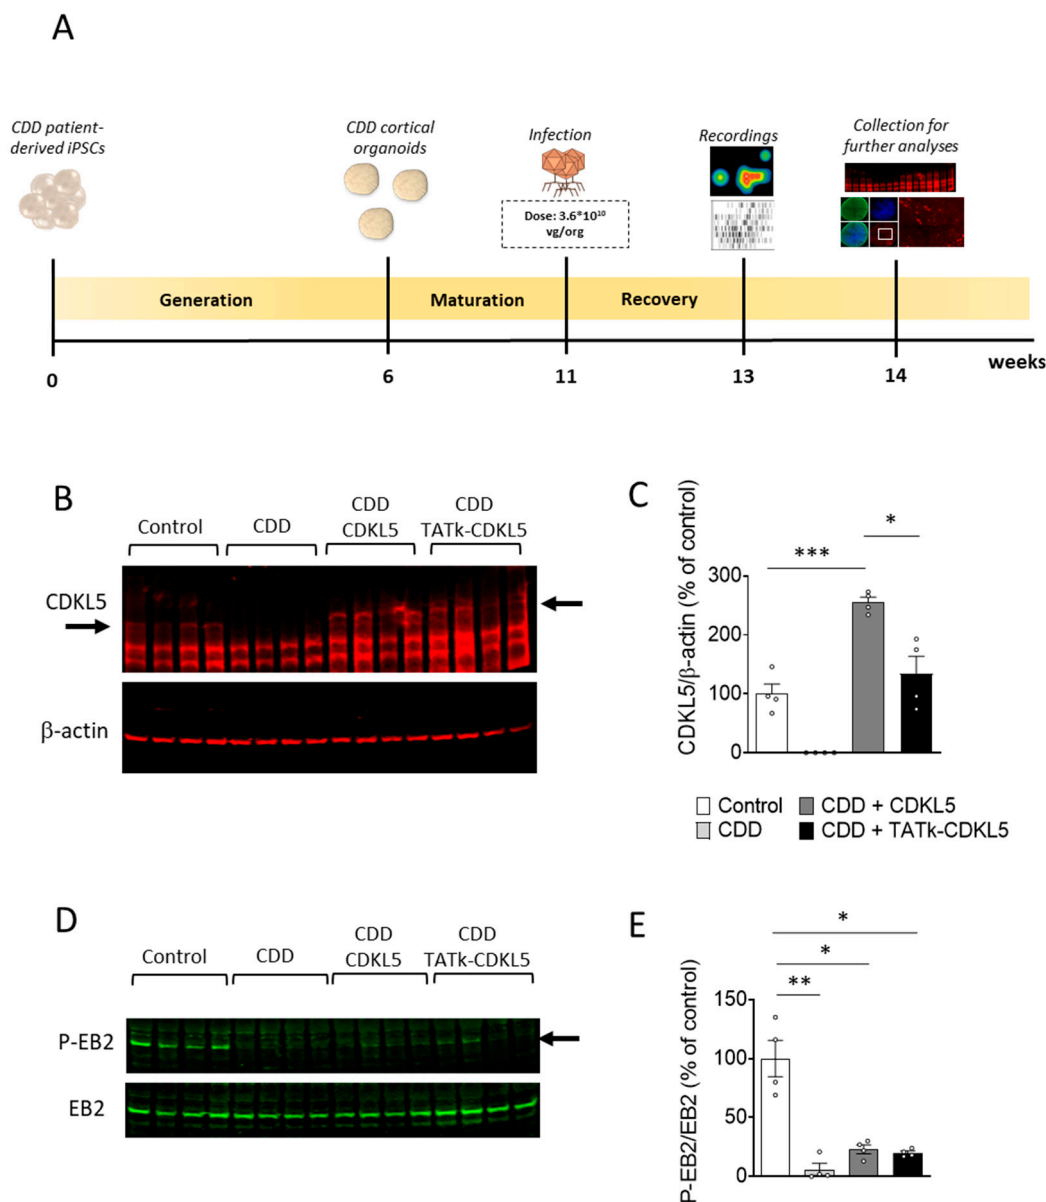 A
CDD patient-
derived iPSCs
CDD cortical
organoids
Infection
Dose: 3.6*10¹⁰
vg/org
Recordings
Collection for
further analyses
Generation
Maturation
Recovery
weeks
0
6
11
13
14
B
Control
CDD
CDD
CDKL5
CDD
TATk-CDKL5
CDKL5
β-actin
C
CDKL5/β-actin (% of control)
300
200
100
0
***
*
Control
CDD + CDKL5
CDD
CDD + TATk-CDKL5
D
Control
CDD
CDD
CDKL5
CDD
TATk-CDKL5
P-EB2
EB2
E
P-EB2/EB2 (% of control)
150
100
50
0
*
*
**